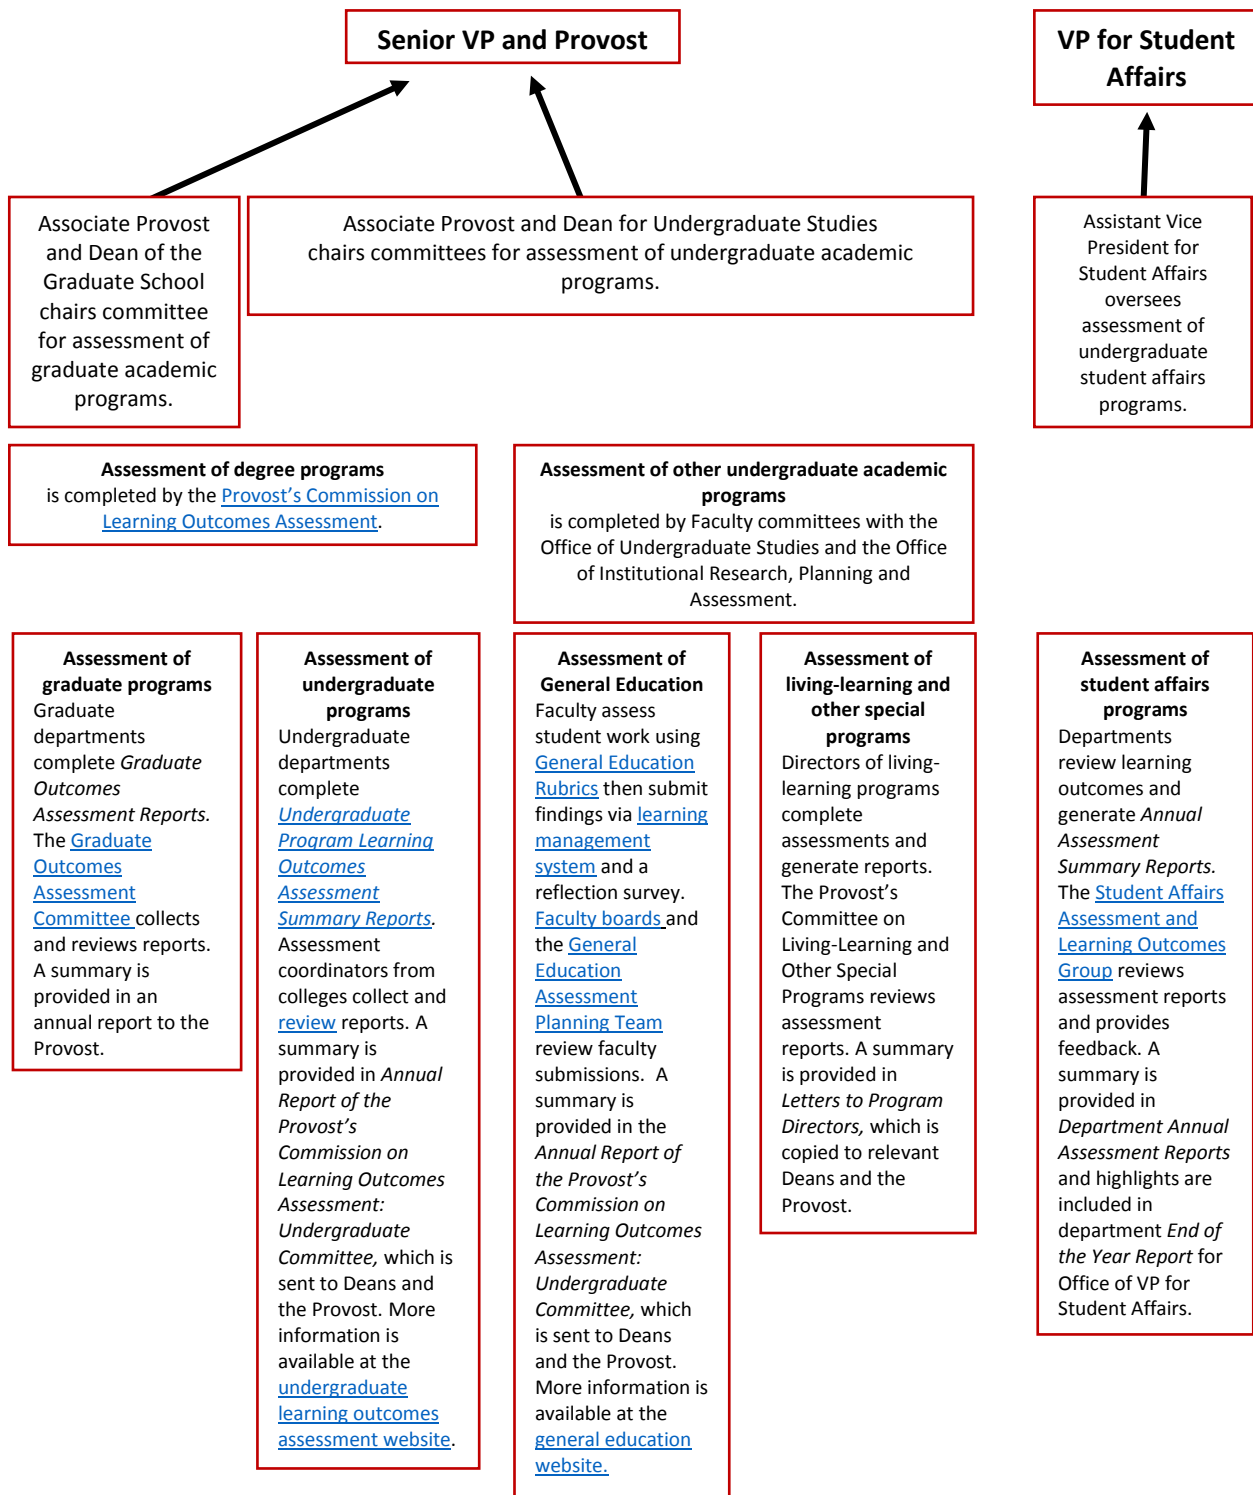 Senior VP and Provost
VP for Student
Affairs
Associate Provost
and Dean of the
Graduate School
chairs committee
for assessment of
graduate academic
programs.
Associate Provost and Dean for Undergraduate Studies
chairs committees for assessment of undergraduate academic
programs.
Assistant Vice
President for
Student Affairs
oversees
assessment of
undergraduate
student affairs
programs.
Assessment of degree programs
is completed by the Provost's Commission on
Learning Outcomes Assessment.
Assessment of other undergraduate academic
programs
is completed by Faculty committees with the
Office of Undergraduate Studies and the Office
of Institutional Research, Planning and
Assessment.
Assessment of
graduate programs
Graduate
departments
complete Graduate
Outcomes
Assessment Reports.
The Graduate
Outcomes
Assessment
Committee collects
and reviews reports.
A summary is
provided in an
annual report to the
Provost.
Assessment of
undergraduate
programs
Undergraduate
departments
complete
Undergraduate
Program Learning
Outcomes
Assessment
Summary Reports.
Assessment
coordinators from
colleges collect and
review reports. A
summary is
provided in Annual
Report of the
Provost's
Commission on
Learning Outcomes
Assessment:
Undergraduate
Committee, which is
sent to Deans and
the Provost. More
information is
available at the
undergraduate
learning outcomes
assessment website.
Assessment of
General Education
Faculty assess
student work using
General Education
Rubrics then submit
findings via learning
management
system and a
reflection survey.
Faculty boards and
the General
Education
Assessment
Planning Team
review faculty
submissions. A
summary is
provided in the
Annual Report of
the Provost's
Commission on
Learning Outcomes
Assessment:
Undergraduate
Committee, which
is sent to Deans
and the Provost.
More information is
available at the
general education
website.
Assessment of
living-learning and
other special
programs
Directors of living-
learning programs
complete
assessments and
generate reports.
The Provost's
Committee on
Living-Learning and
Other Special
Programs reviews
assessment
reports. A summary
is provided in
Letters to Program
Directors, which is
copied to relevant
Deans and the
Provost.
Assessment of
student affairs
programs
Departments
review learning
outcomes and
generate Annual
Assessment
Summary Reports.
The Student Affairs
Assessment and
Learning Outcomes
Group reviews
assessment reports
and provides
feedback. A
summary is
provided in
Department Annual
Assessment Reports
and highlights are
included in
department End of
the Year Report for
Office of VP for
Student Affairs.